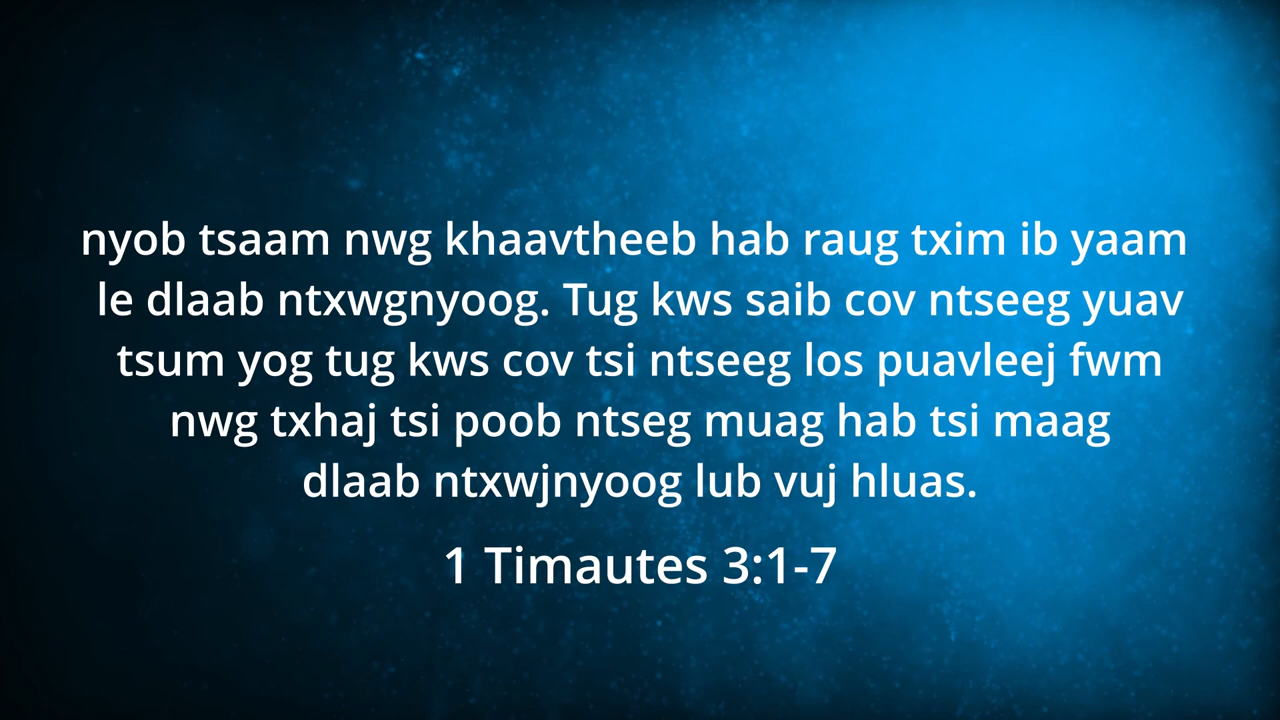 nyob tsaam nwg khaavtheeb hab raug txim ib yaam
le dlaab ntxwgnyoog. Tug kws saib cov ntseeg yuav
tsum yog tug kws cov tsi ntseeg los puavleej fwm
nwg txhaj tsi poob ntseg muag hab tsi maag
dlaab ntxwjnyoog lub vuj hluas.
1 Timautes 3:1-7